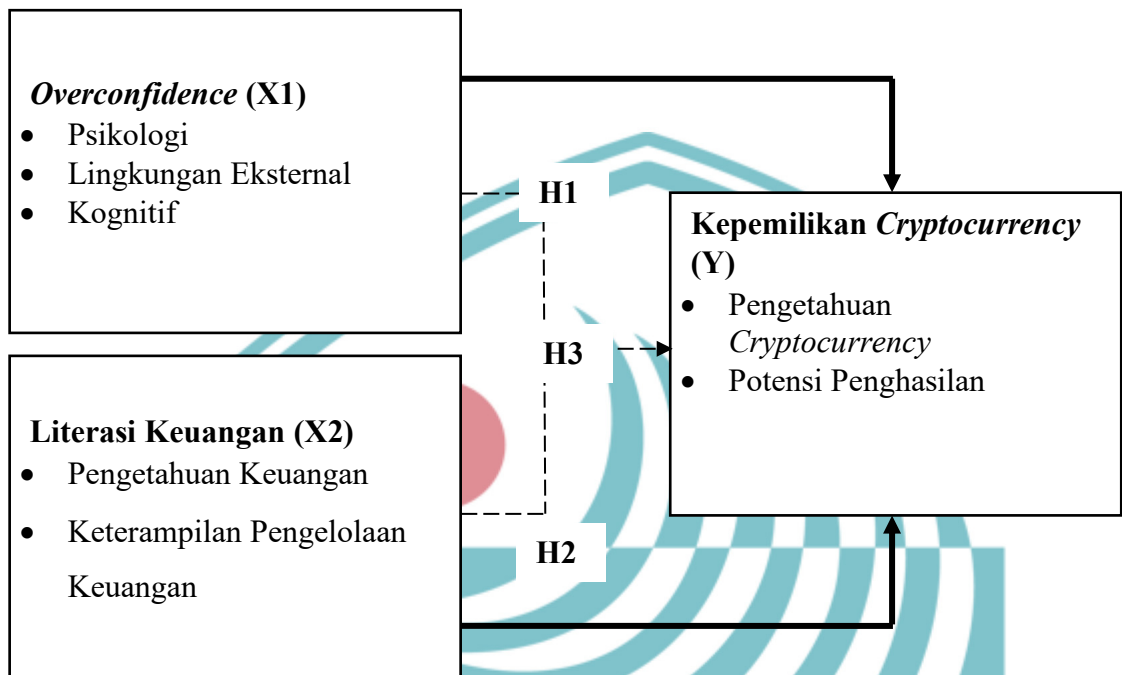 Overconfidence (X1)
• Psikologi
• Lingkungan Eksternal
• Kognitif
H1
Kepemilikan Cryptocurrency
(Y)
• Pengetahuan
Cryptocurrency
• Potensi Penghasilan
H3
Literasi Keuangan (X2)
• Pengetahuan Keuangan
• Keterampilan Pengelolaan
Keuangan
H2